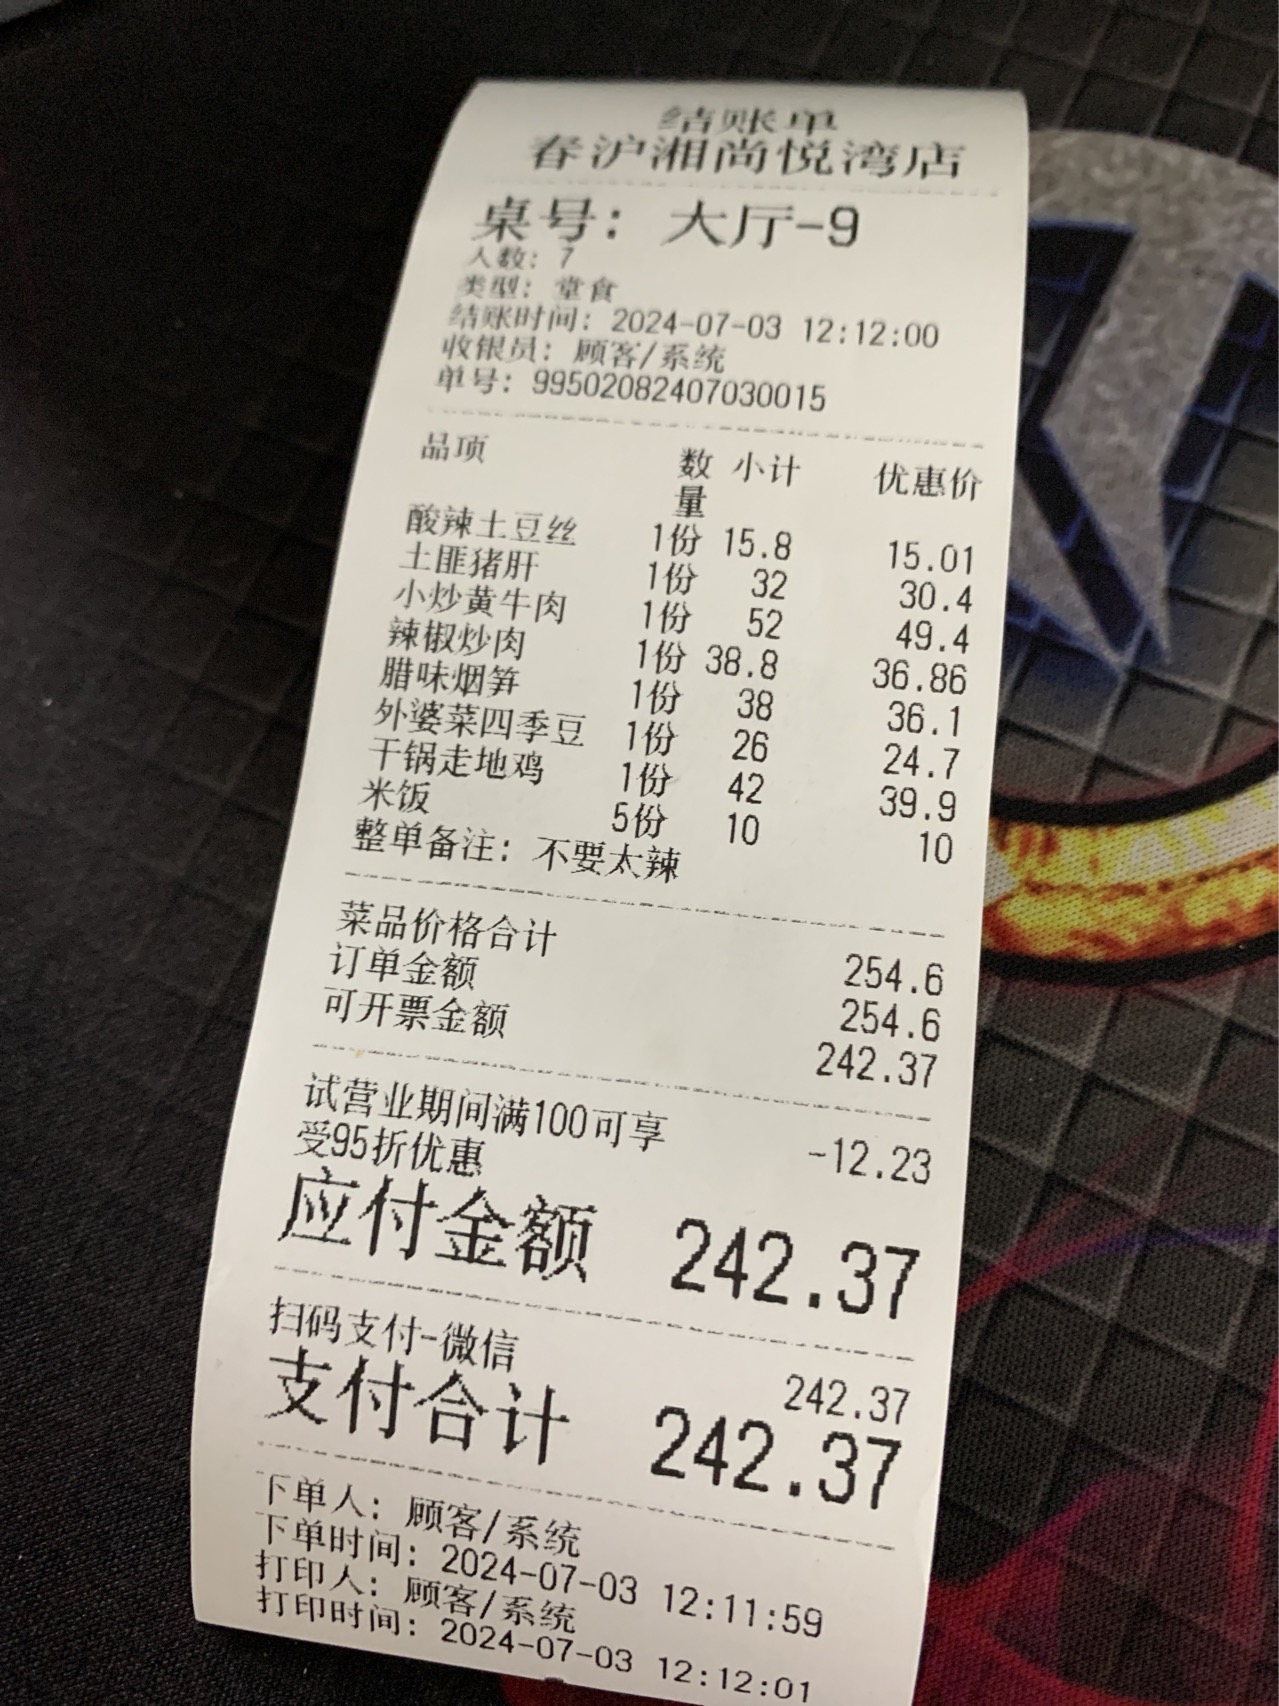 结账单
春沪湘尚悦湾店
桌号： 大厅-9
人数： 7
类型： 堂食
结账时间： 2024-07-03 12:12:00
收银员： 顾客/系统
单号： 99502082407030015
品项 数量 小计 优惠价
酸辣土豆丝 1份 15.8 15.01
土匪猪肝 1份 32 30.4
小炒黄牛肉 1份 52 49.4
辣椒炒肉 1份 38.8 36.86
腊味烟笋 1份 38 36.1
外婆菜四季豆 1份 26 24.7
干锅走地鸡 1份 42 39.9
米饭 5份 10 10
整单备注： 不要太辣
菜品价格合计 254.6
订单金额 254.6
可开票金额 242.37
试营业期间满100可享
受95折优惠 -12.23
应付金额 242.37
扫码支付-微信 242.37
支付合计 242.37
下单人： 顾客/系统
下单时间： 2024-07-03 12:11:59
打印人： 顾客/系统
打印时间： 2024-07-03 12:12:01